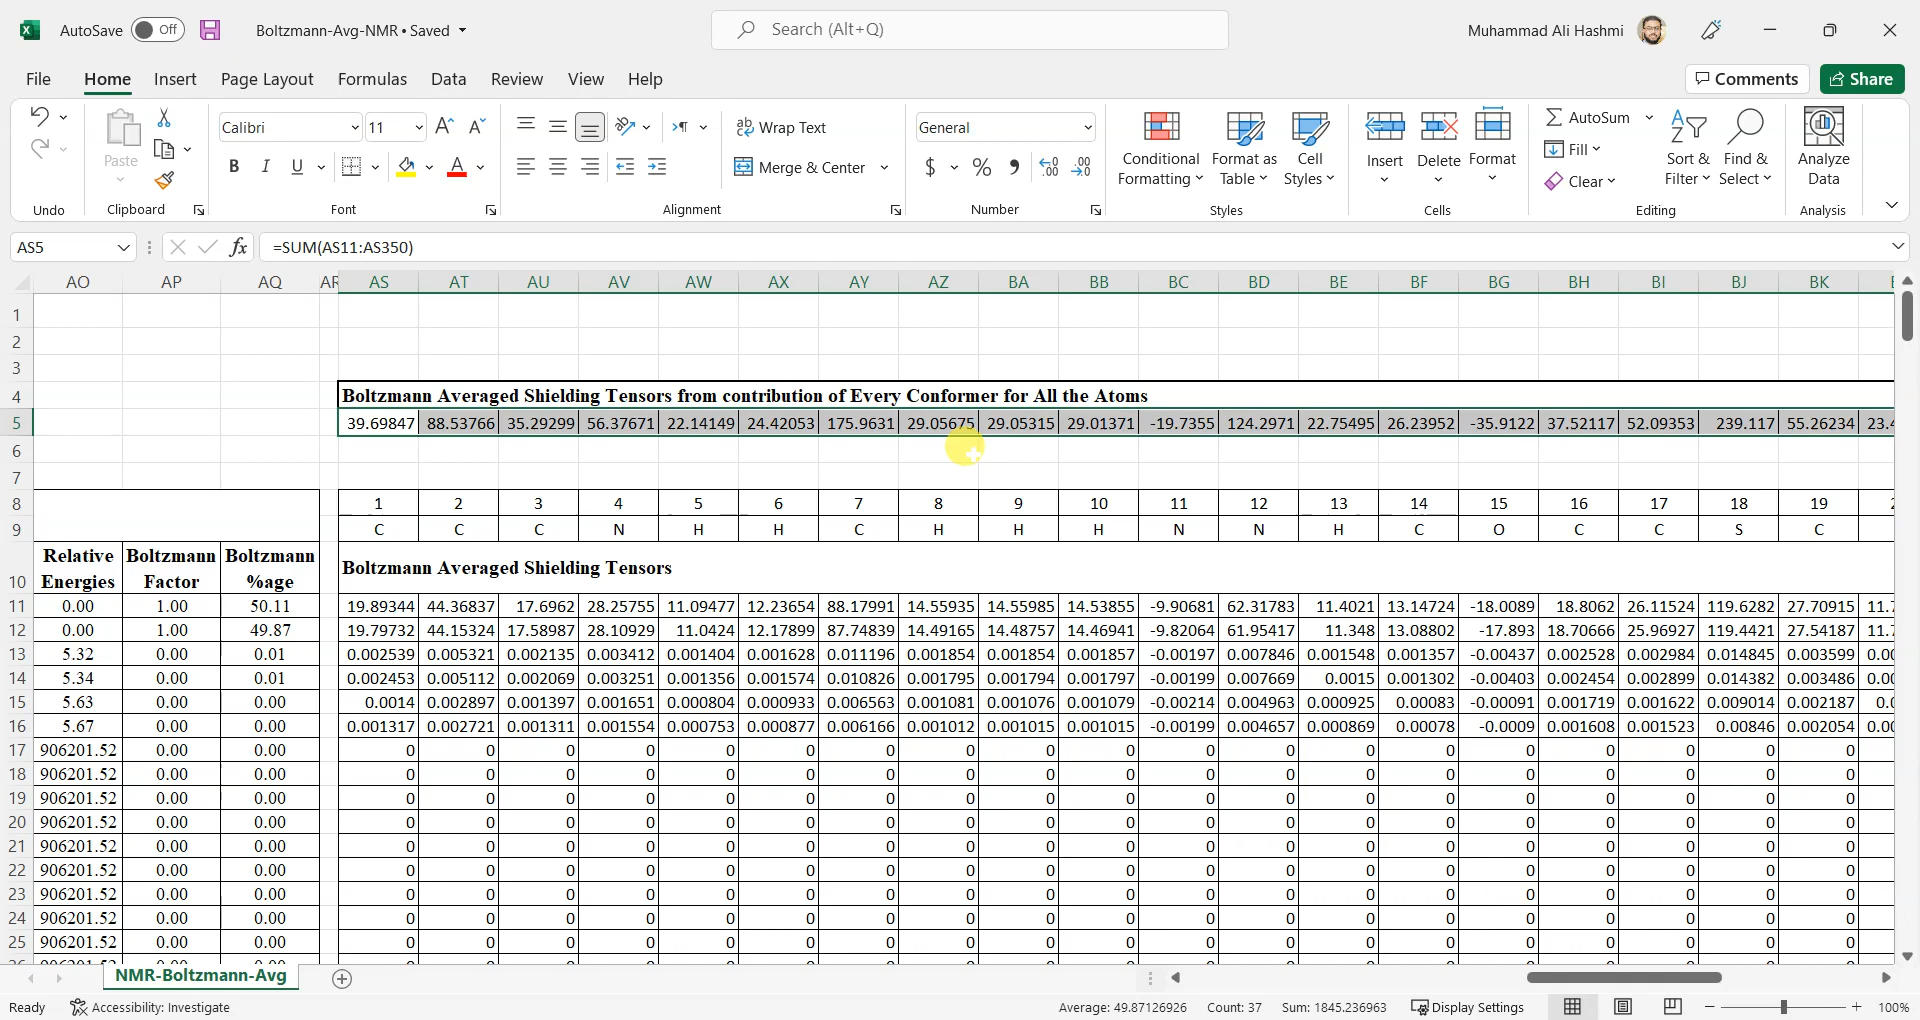 AutoSave Off Boltzmann-Avg-NMR • Saved Search (Alt+Q) Muhammad Ali Hashmi
File Home Insert Page Layout Formulas Data Review View Help Comments Share
Calibri 11 Wrap Text General AutoSum
Paste B I U Merge & Center $ % Conditional Formatting Format as Table Cell Styles Insert Delete Format Fill Clear Sort & Filter Find & Select Analyze Data
Undo Clipboard Font Alignment Number Styles Cells Editing Analysis
AS5 fx =SUM(AS11:AS350)
AO AP AQ AR AS AT AU AV AW AX AY AZ BA BB BC BD BE BF BG BH BI BJ BK
1
2
3
4 Boltzmann Averaged Shielding Tensors from contribution of Every Conformer for All the Atoms
5 39.69847 88.53766 35.29299 56.37671 22.14149 24.42053 175.9631 29.05675 29.05315 29.01371 -19.7355 124.2971 22.75495 26.23952 -35.9122 37.52117 52.09353 239.117 55.26234
6
7
8 1 2 3 4 5 6 7 8 9 10 11 12 13 14 15 16 17 18 19
9 C C C N H H C H H H N N H C O C C S C
10 Relative Energies Boltzmann Factor Boltzmann %age Boltzmann Averaged Shielding Tensors
11 0.00 1.00 50.11 19.89344 44.36837 17.6962 28.25755 11.09477 12.23654 88.17991 14.55935 14.55985 14.53855 -9.90681 62.31783 11.4021 13.14724 -18.0089 18.8062 26.11524 119.6282 27.70915
12 0.00 1.00 49.87 19.79732 44.15324 17.58987 28.10929 11.0424 12.17899 87.74839 14.49165 14.48757 14.46941 -9.82064 61.95417 11.348 13.08802 -17.893 18.70666 25.96927 119.4421 27.54187
13 5.32 0.00 0.01 0.002539 0.005321 0.002135 0.003412 0.001404 0.001628 0.011196 0.001854 0.001854 0.001857 -0.00197 0.007846 0.001548 0.001357 -0.00437 0.002528 0.002984 0.014845 0.003599
14 5.34 0.00 0.01 0.002453 0.005112 0.002069 0.003251 0.001356 0.001574 0.010826 0.001795 0.001794 0.001797 -0.00199 0.007669 0.0015 0.001302 -0.00403 0.002454 0.002899 0.014382 0.003486
15 5.63 0.00 0.00 0.0014 0.002897 0.001397 0.001651 0.000804 0.000933 0.006563 0.001081 0.001076 0.001079 -0.00214 0.004963 0.000925 0.00083 -0.00091 0.001719 0.001622 0.009014 0.002187
16 5.67 0.00 0.00 0.001317 0.002721 0.001311 0.001554 0.000753 0.000877 0.006166 0.001012 0.001015 0.001015 -0.00199 0.004657 0.000869 0.00078 -0.0009 0.001608 0.001523 0.00846 0.002054
17 906201.52 0.00 0.00 0 0 0 0 0 0 0 0 0 0 0 0 0 0 0 0 0 0 0
18 906201.52 0.00 0.00 0 0 0 0 0 0 0 0 0 0 0 0 0 0 0 0 0 0 0
19 906201.52 0.00 0.00 0 0 0 0 0 0 0 0 0 0 0 0 0 0 0 0 0 0 0
20 906201.52 0.00 0.00 0 0 0 0 0 0 0 0 0 0 0 0 0 0 0 0 0 0 0
21 906201.52 0.00 0.00 0 0 0 0 0 0 0 0 0 0 0 0 0 0 0 0 0 0 0
22 906201.52 0.00 0.00 0 0 0 0 0 0 0 0 0 0 0 0 0 0 0 0 0 0 0
23 906201.52 0.00 0.00 0 0 0 0 0 0 0 0 0 0 0 0 0 0 0 0 0 0 0
24 906201.52 0.00 0.00 0 0 0 0 0 0 0 0 0 0 0 0 0 0 0 0 0 0 0
25 906201.52 0.00 0.00 0 0 0 0 0 0 0 0 0 0 0 0 0 0 0 0 0 0 0
NMR-Boltzmann-Avg
Ready Accessibility: Investigate Average: 49.87126926 Count: 37 Sum: 1845.236963 Display Settings 100%